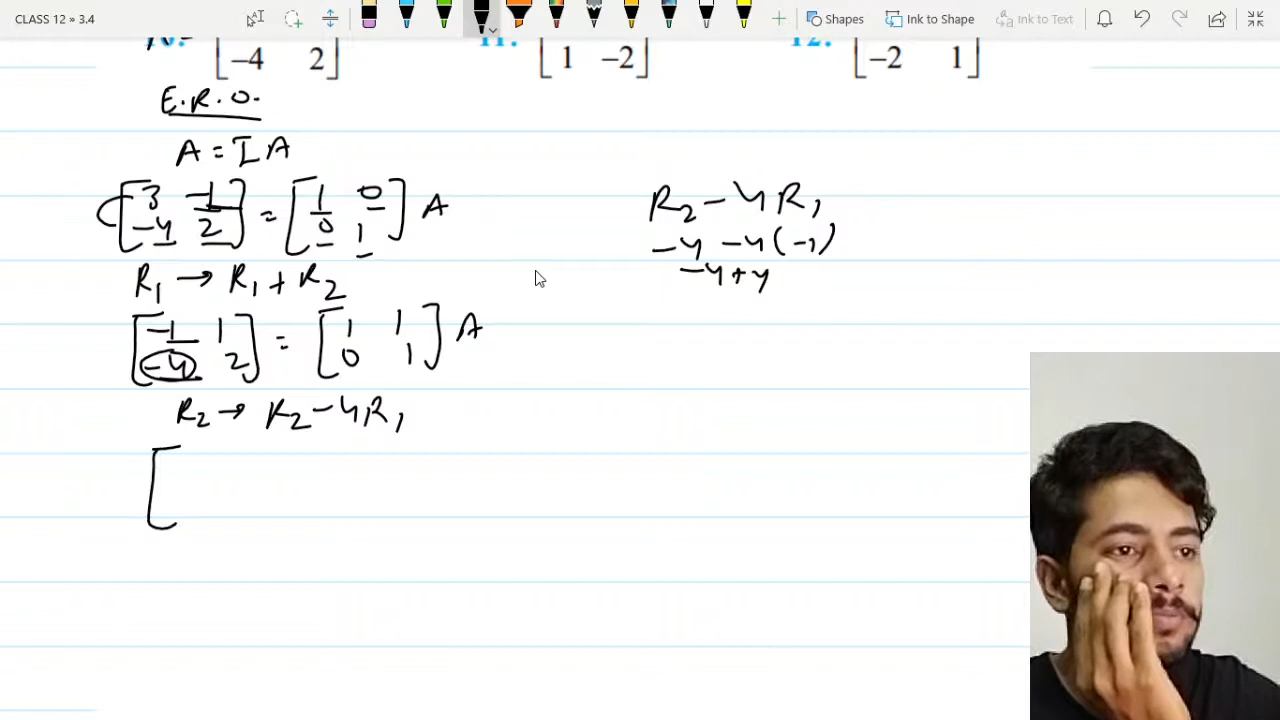 CLASS 12 » 3.4
Shapes Ink to Shape Ink to Text
10. 11. 12.
[-4 2] [1 -2] [-2 1]
E.R.O.
A = I A
[3 -1 = [1 0] A
-4 2] 0 1
R2 - 4R1
-4 -4(-1)
-4+4
R1 → R1 + R2
[-1 1 = [1 1] A
-4 2] 0 1
R2 → R2 - 4R1
[